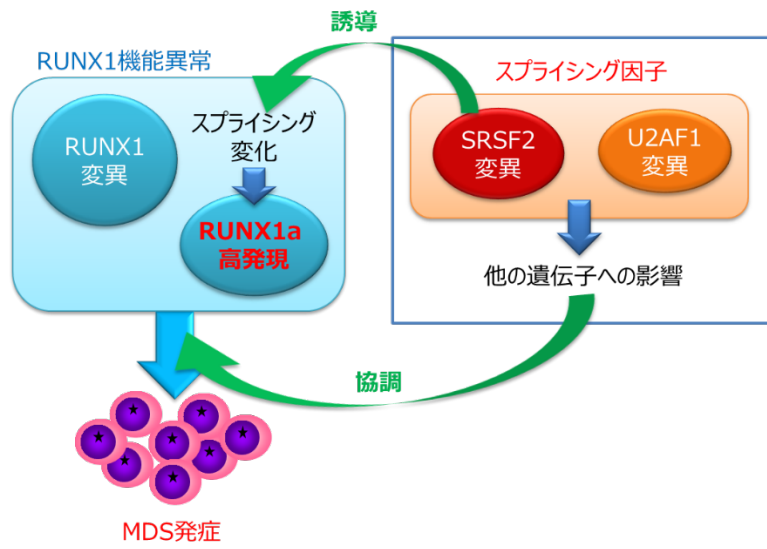 誘導
RUNX1機能異常
スプライシング因子
RUNX1
変異
スプライシング
変化
RUNX1a
高発現
SRSF2
変異
U2AF1
変異
他の遺伝子への影響
協調
MDS発症